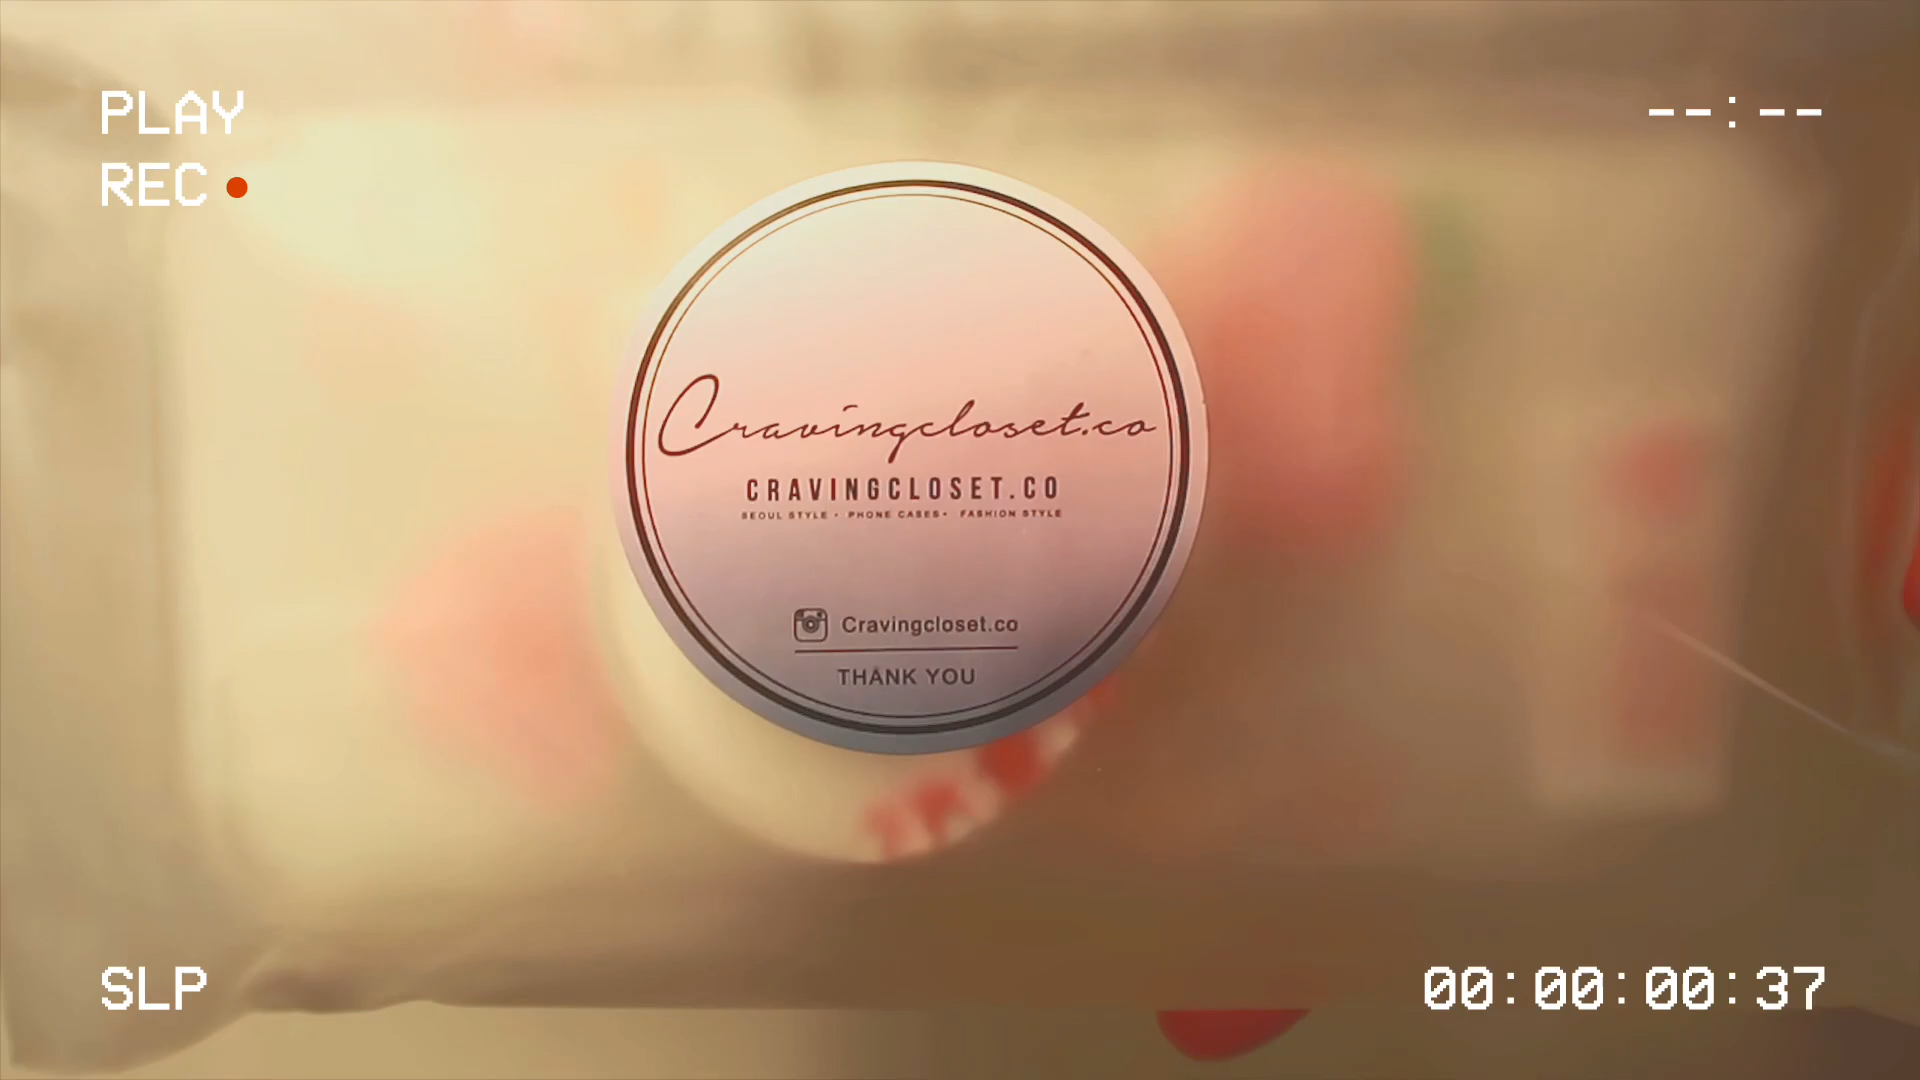 PLAY
--:--
REC
Cravingcloset.co
CRAVINGCLOSET.CO
SEOUL STYLE • PHONE CASES • FASHION STYLE
Cravingcloset.co
THANK YOU
SLP
00:00:00:37